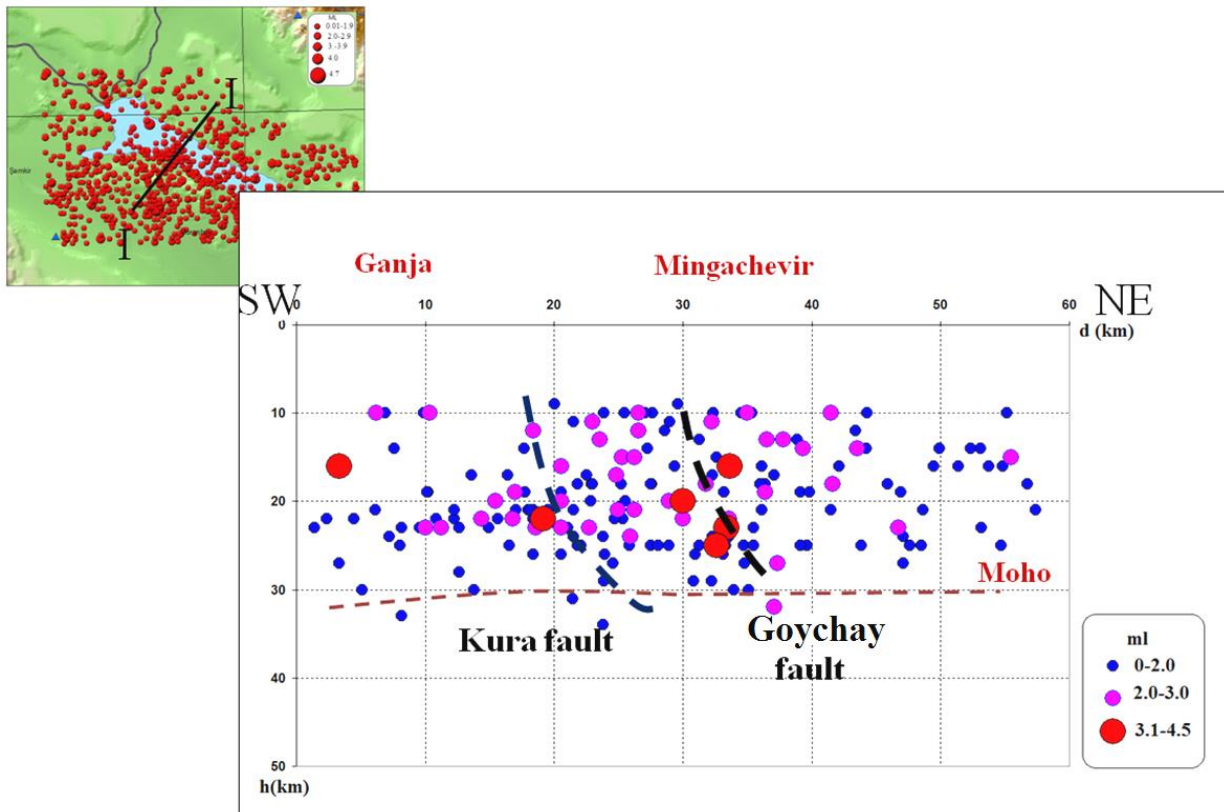 ML
0.01-1.9
2.0-2.9
3.-3.9
4.0
4.7
I
Şəmkir
I
Ganja
Mingachevir
SW
0
10
20
30
40
50
60
NE
0
d (km)
10
20
30
Moho
Kura fault
Goychay
fault
40
50
h(km)
ml
0-2.0
2.0-3.0
3.1-4.5